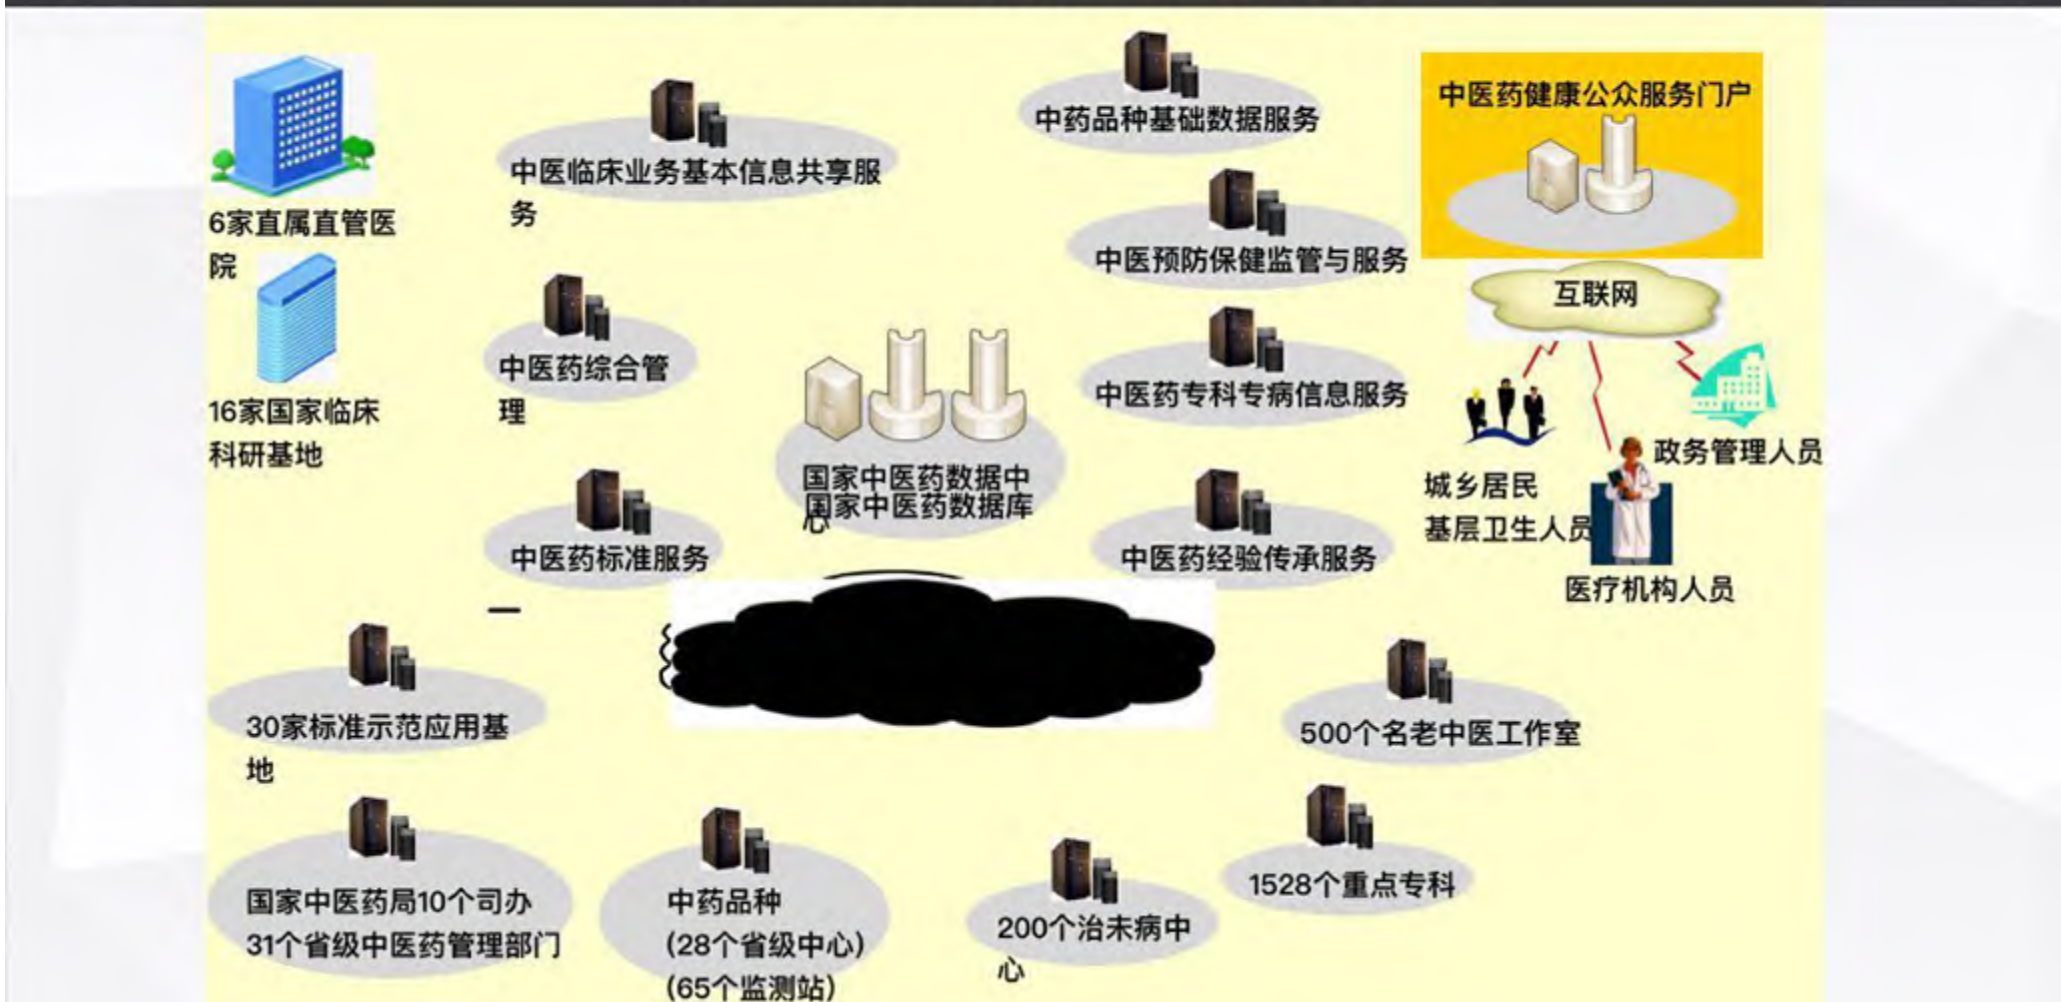 中药品种基础数据服务
中医药健康公众服务门户
中医临床业务基本信息共享服
务
6家直属直管医
院
中医预防保健监管与服务
互联网
中医药综合管
理
中医药专科专病信息服务
16家国家临床
科研基地
国家中医药数据中
心
国家中医药数据库
政务管理人员
城乡居民
基层卫生人员
医疗机构人员
中医药标准服务
中医药经验传承服务
30家标准示范应用基
地
500个名老中医工作室
国家中医药局10个司办
31个省级中医药管理部门
中药品种
(28个省级中心)
(65个监测站)
200个治未病中
心
1528个重点专科